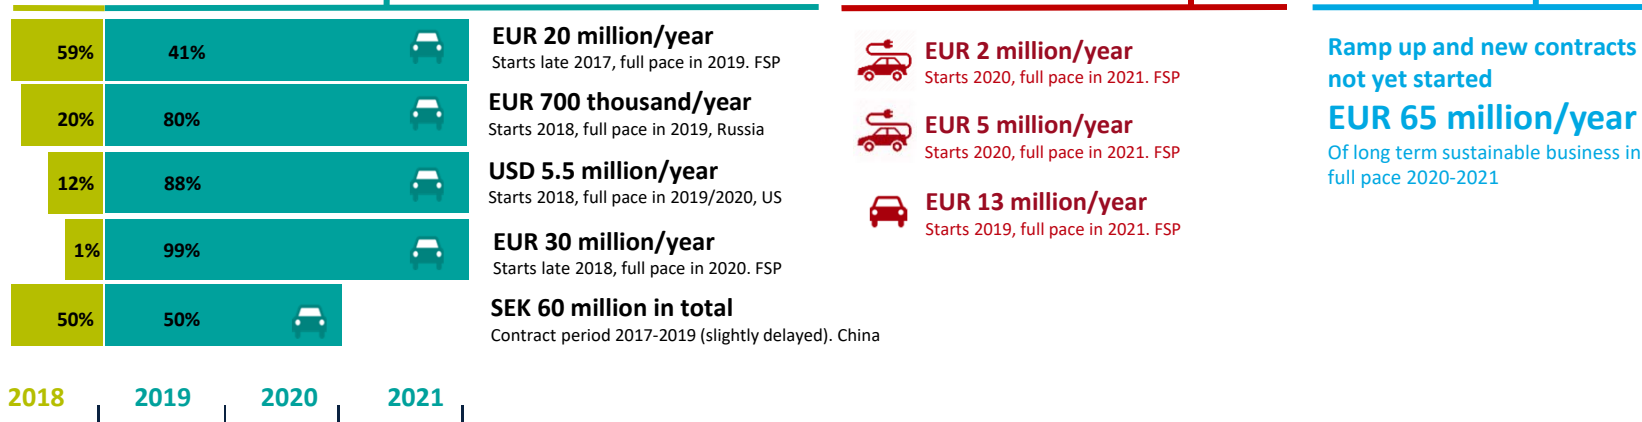 59%
41%
EUR 20 million/year
Starts late 2017, full pace in 2019. FSP
20%
80%
EUR 700 thousand/year
Starts 2018, full pace in 2019, Russia
12%
88%
USD 5.5 million/year
Starts 2018, full pace in 2019/2020, US
1%
99%
EUR 30 million/year
Starts late 2018, full pace in 2020. FSP
50%
50%
SEK 60 million in total
Contract period 2017-2019 (slightly delayed). China
2018
2019
2020
2021
EUR 2 million/year
Starts 2020, full pace in 2021. FSP
EUR 5 million/year
Starts 2020, full pace in 2021. FSP
EUR 13 million/year
Starts 2019, full pace in 2021. FSP
Ramp up and new contracts
not yet started
EUR 65 million/year
Of long term sustainable business in
full pace 2020-2021